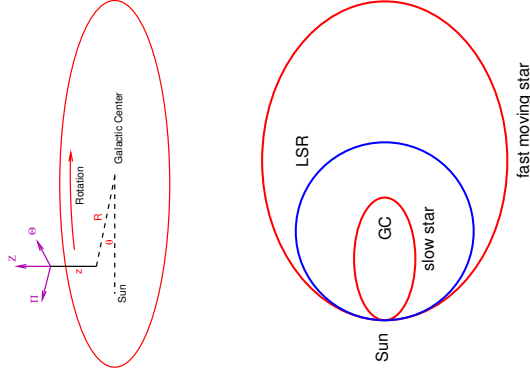 Z
Π
Θ
z
Rotation
R
θ
Sun
Galactic Center
LSR
GC
slow star
Sun
fast moving star